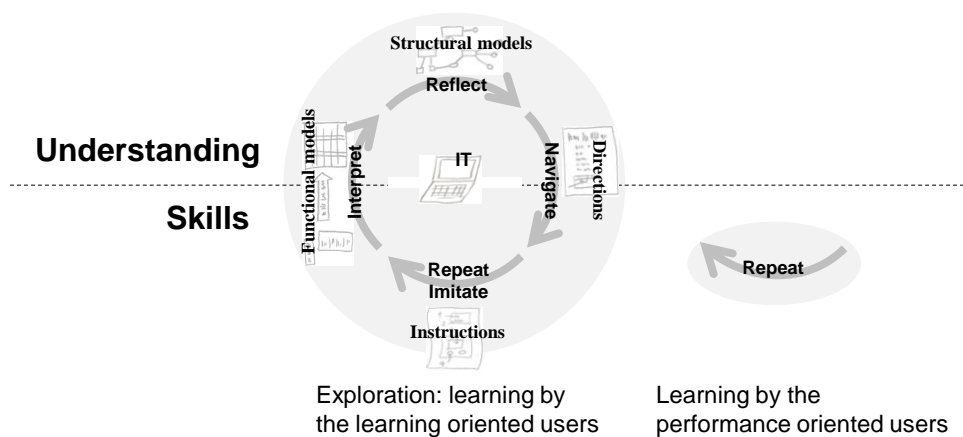 Structural models
Reflect
Understanding
Functional models
Interpret
IT
Navigate
Directions
Skills
Repeat
Imitate
Repeat
Instructions
Exploration: learning by
the learning oriented users
Learning by the
performance oriented users